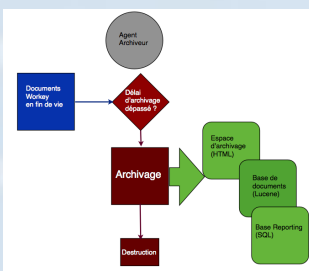 Agent
Archiveur
Documents
Workey
en fin de vie
Délai
d'archivage
dépassé ?
Archivage
Espace
d'archivage
(HTML)
Base de
documents
(Lucene)
Base Reporting
(SQL)
Destruction